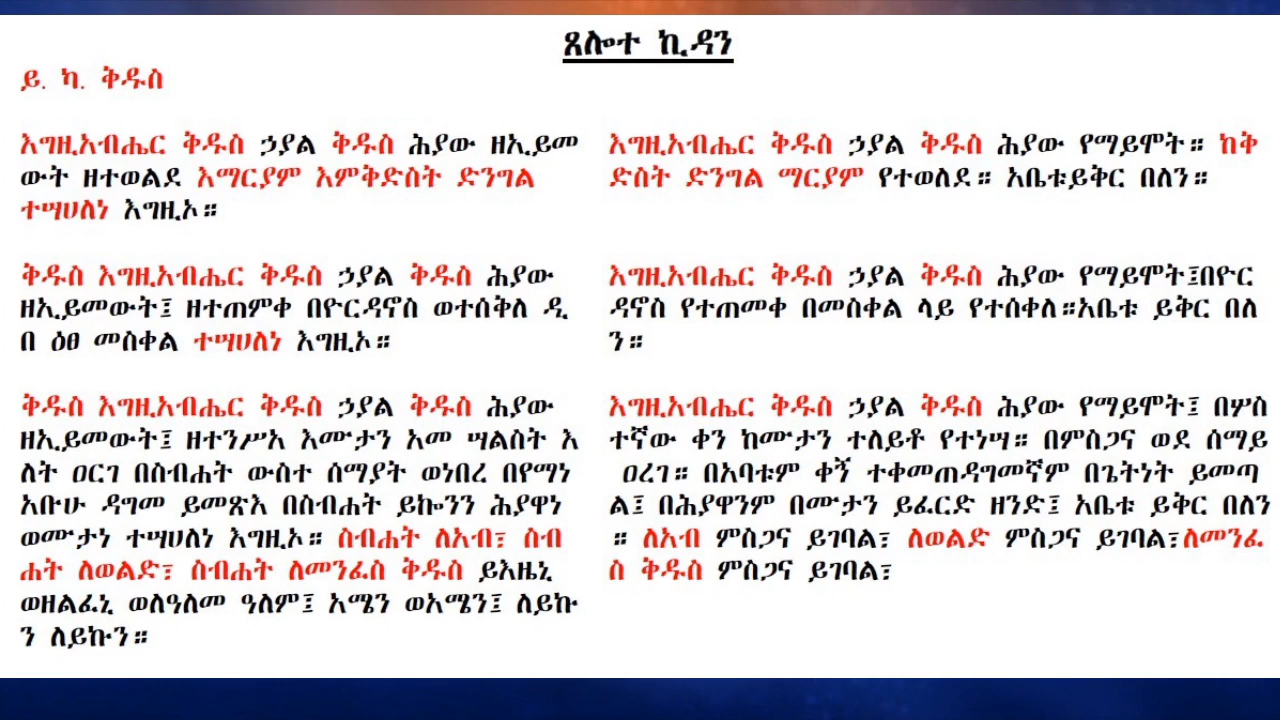 ጸሎተ ኪዳን
ይ. ካ. ቅዱስ
እግዚአብሔር ቅዱስ ኃያል ቅዱስ ሕያው ዘኢይመ
ውት ዘተወልደ እማርያም እምቅድስት ድንግል
ተሣሀለነ እግዚኦ።
ቅዱስ እግዚአብሔር ቅዱስ ኃያል ቅዱስ ሕያው
ዘኢይመውት፤ ዘተጠምቀ በዮርዳኖስ ወተሰቅለ ዲ
በ ዕፀ መስቀል ተሣሀለነ እግዚኦ።
ቅዱስ እግዚአብሔር ቅዱስ ኃያል ቅዱስ ሕያው
ዘኢይመውት፤ ዘተንሥአ እሙታን አመ ሣልስት እ
ለት ዐርገ በስብሐት ውስተ ሰማያት ወነበረ በየማነ
አቡሁ ዳግመ ይመጽእ በስብሐት ይኰንን ሕያዋነ
ወሙታነ ተሣሀለነ እግዚኦ። ስብሐት ለአብ፣ ስብ
ሐት ለወልድ፣ ስብሐት ለመንፈስ ቅዱስ ይእዜኒ
ወዘልፈኒ ወለዓለመ ዓለም፤ አሜን ወአሜን፤ ለይኩ
ን ለይኩን።
እግዚአብሔር ቅዱስ ኃያል ቅዱስ ሕያው የማይሞት። ከቅ
ድስት ድንግል ማርያም የተወለደ። አቤቱይቅር በለን።
እግዚአብሔር ቅዱስ ኃያል ቅዱስ ሕያው የማይሞት፤በዮር
ዳኖስ የተጠመቀ በመስቀል ላይ የተሰቀለ።አቤቱ ይቅር በለ
ን።
እግዚአብሔር ቅዱስ ኃያል ቅዱስ ሕያው የማይሞት፤ በሦስ
ተኛው ቀን ከሙታን ተለይቶ የተነሣ። በምስጋና ወደ ሰማይ
ዐረገ። በአባቱም ቀኝ ተቀመጠዳግመኛም በጌትነት ይመጣ
ል፤ በሕያዋንም በሙታን ይፈርድ ዘንድ፤ አቤቱ ይቅር በለን
። ለአብ ምስጋና ይገባል፣ ለወልድ ምስጋና ይገባል፣ለመንፈ
ስ ቅዱስ ምስጋና ይገባል፣